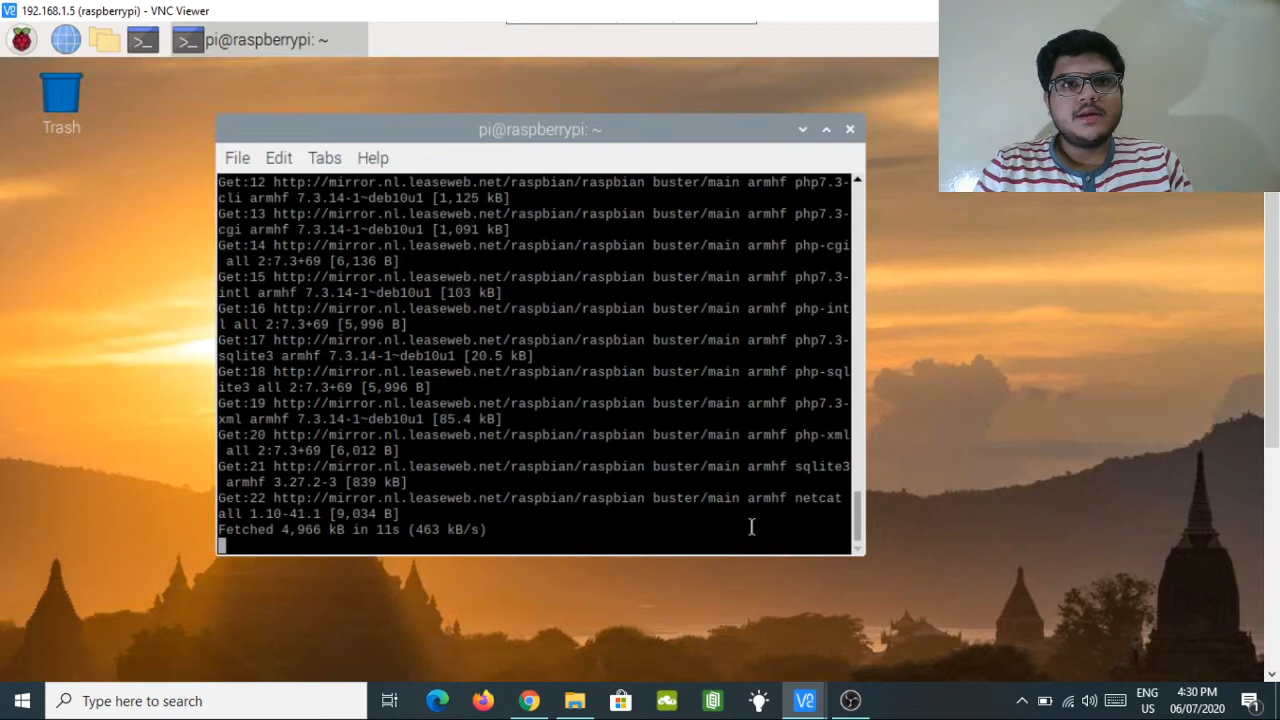 192.168.1.5 (raspberrypi) - VNC Viewer
pi@raspberrypi: ~
Trash
pi@raspberrypi: ~
File Edit Tabs Help
Get:12 http://mirror.nl.leaseweb.net/raspbian/raspbian buster/main armhf php7.3-
cli armhf 7.3.14-1~deb10u1 [1,125 kB]
Get:13 http://mirror.nl.leaseweb.net/raspbian/raspbian buster/main armhf php7.3-
cgi armhf 7.3.14-1~deb10u1 [1,091 kB]
Get:14 http://mirror.nl.leaseweb.net/raspbian/raspbian buster/main armhf php-cgi
all 2:7.3+69 [6,136 B]
Get:15 http://mirror.nl.leaseweb.net/raspbian/raspbian buster/main armhf php7.3-
intl armhf 7.3.14-1~deb10u1 [103 kB]
Get:16 http://mirror.nl.leaseweb.net/raspbian/raspbian buster/main armhf php-int
l all 2:7.3+69 [5,996 B]
Get:17 http://mirror.nl.leaseweb.net/raspbian/raspbian buster/main armhf php7.3-
sqlite3 armhf 7.3.14-1~deb10u1 [20.5 kB]
Get:18 http://mirror.nl.leaseweb.net/raspbian/raspbian buster/main armhf php-sql
ite3 all 2:7.3+69 [5,996 B]
Get:19 http://mirror.nl.leaseweb.net/raspbian/raspbian buster/main armhf php7.3-
xml armhf 7.3.14-1~deb10u1 [85.4 kB]
Get:20 http://mirror.nl.leaseweb.net/raspbian/raspbian buster/main armhf php-xml
all 2:7.3+69 [6,012 B]
Get:21 http://mirror.nl.leaseweb.net/raspbian/raspbian buster/main armhf sqlite3
armhf 3.27.2-3 [839 kB]
Get:22 http://mirror.nl.leaseweb.net/raspbian/raspbian buster/main armhf netcat
all 1.10-41.1 [9,034 B]
Fetched 4,966 kB in 11s (463 kB/s)
Type here to search
ENG
US
4:30 PM
06/07/2020
1